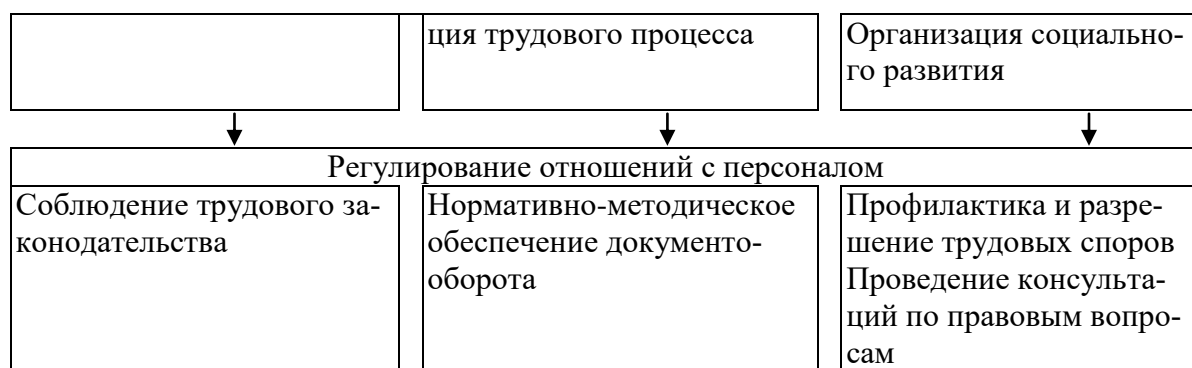 ция трудового процесса
Организация социально-
го развития
Регулирование отношений с персоналом
Соблюдение трудового за-
конодательства
Нормативно-методическое
обеспечение документо-
оборота
Профилактика и разре-
шение трудовых споров
Проведение консульта-
ций по правовым вопро-
сам